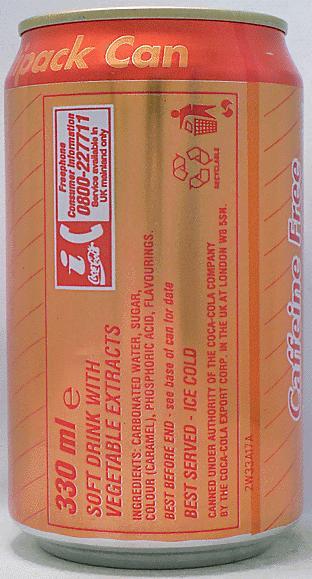 pack Can
Freephone
Consumer Information
0800-227711
Service available in
UK mainland only
i
Coca-Cola
RECYCLABLE
330 ml e
SOFT DRINK WITH
VEGETABLE EXTRACTS
INGREDIENTS: CARBONATED WATER, SUGAR,
COLOUR (CARAMEL), PHOSPHORIC ACID, FLAVOURINGS.
BEST BEFORE END - see base of can for date
BEST SERVED - ICE COLD
CANNED UNDER AUTHORITY OF THE COCA-COLA COMPANY
BY THE COCA-COLA EXPORT CORP. IN THE UK AT LONDON W6 5SN.
2W33A17A
Caffeine Free